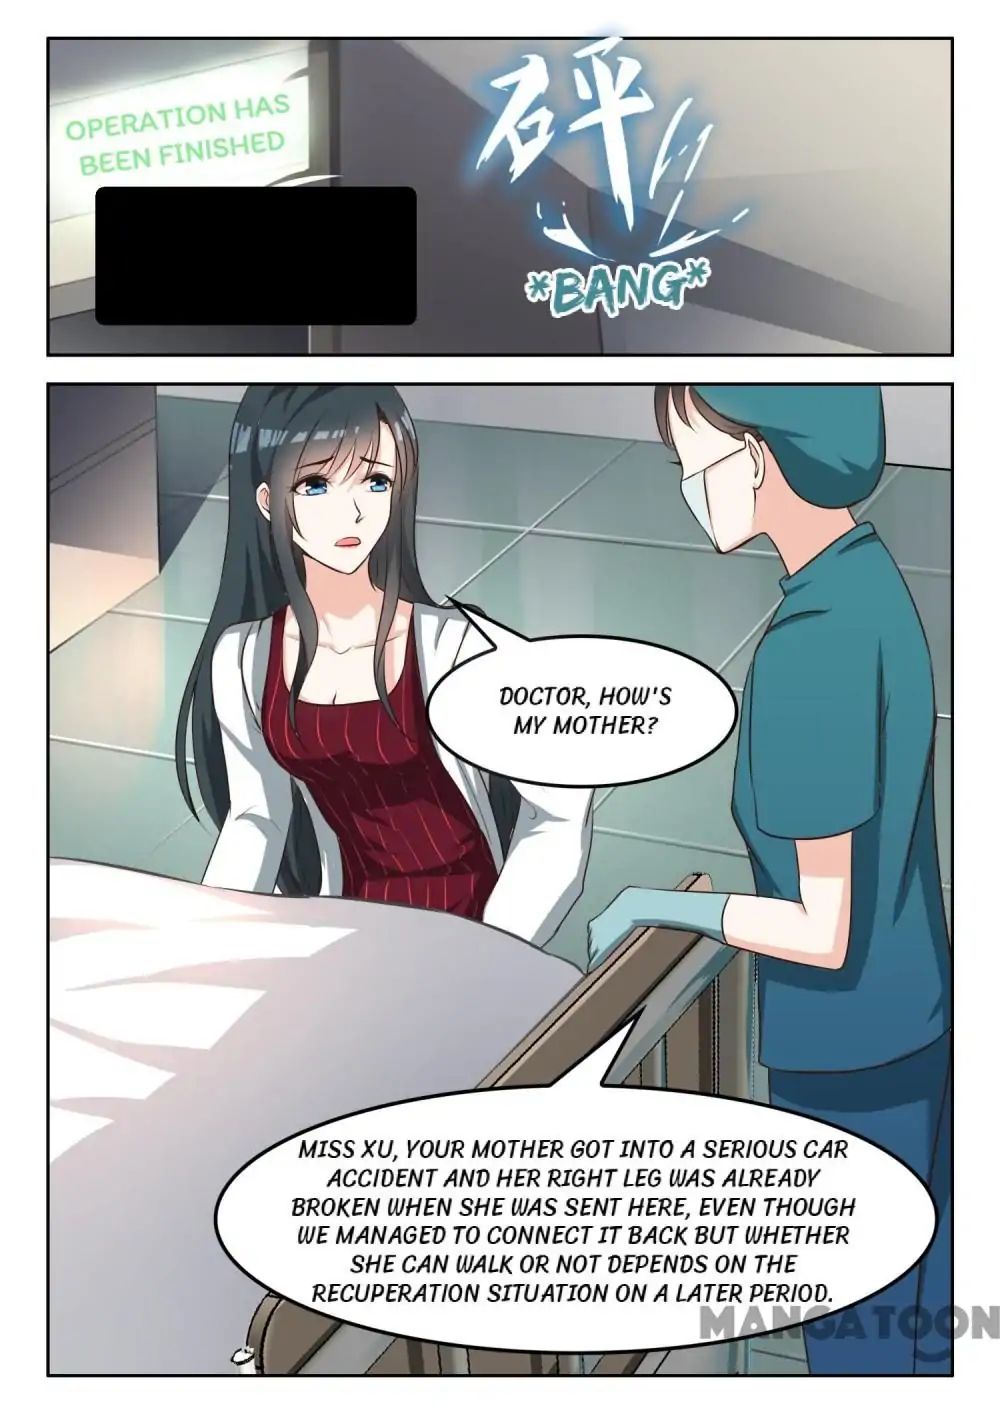 OPERATION HAS
BEEN FINISHED
砰
*BANG*
DOCTOR, HOW'S
MY MOTHER?
MISS XU, YOUR MOTHER GOT INTO A SERIOUS CAR
ACCIDENT AND HER RIGHT LEG WAS ALREADY
BROKEN WHEN SHE WAS SENT HERE, EVEN THOUGH
WE MANAGED TO CONNECT IT BACK BUT WHETHER
SHE CAN WALK OR NOT DEPENDS ON THE
RECUPERATION SITUATION ON A LATER PERIOD.
MANGATOON